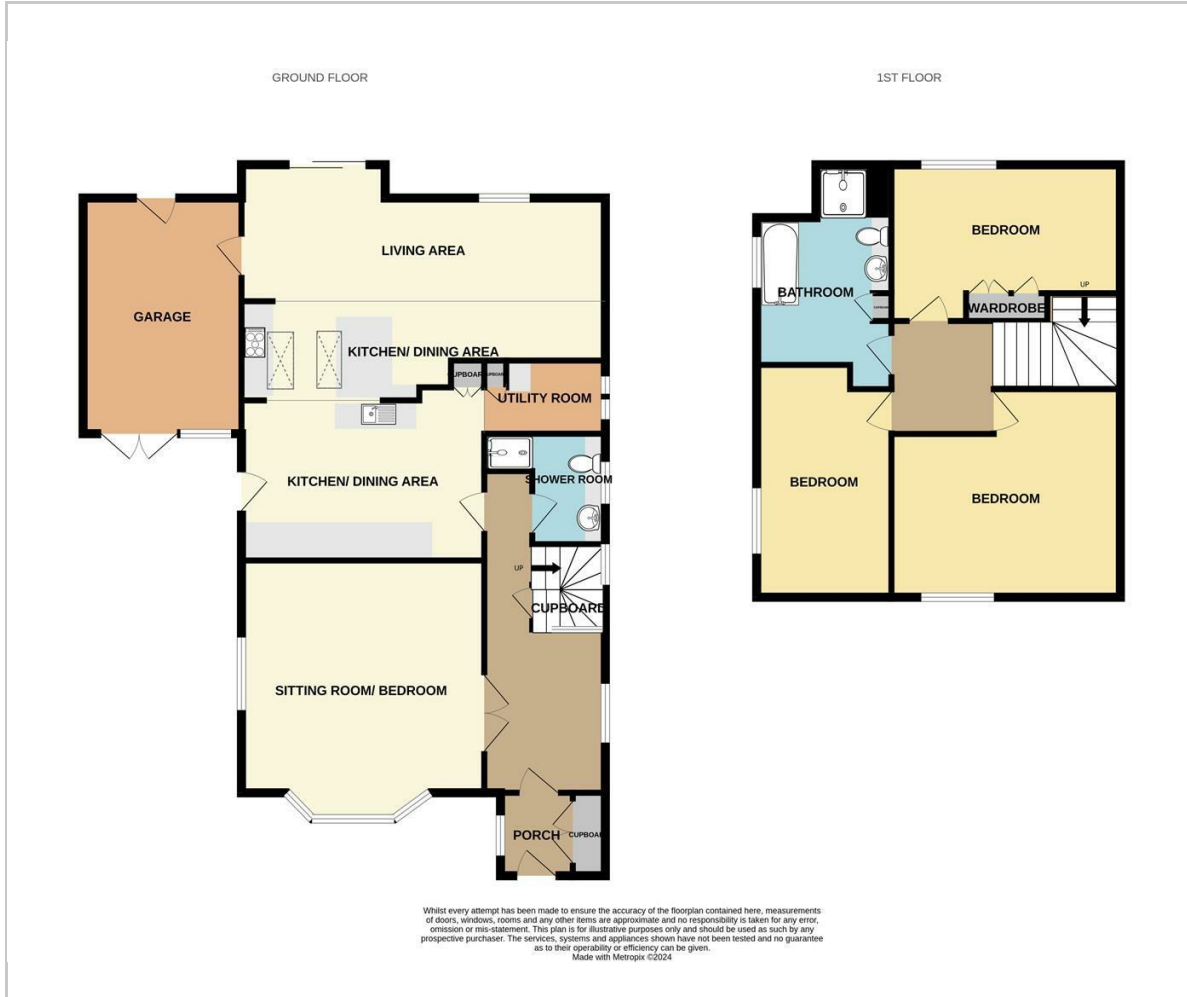 GROUND FLOOR
LIVING AREA
GARAGE
KITCHEN/ DINING AREA
CUPBOAR
CUPBOAR
UTILITY ROOM
KITCHEN/ DINING AREA
SHOWER ROOM
UP
CUPBOARD
SITTING ROOM/ BEDROOM
PORCH
CUPBOAR
1ST FLOOR
BEDROOM
BATHROOM
UP
WARDROBE
CUPBOAR
BEDROOM
BEDROOM
Whilst every attempt has been made to ensure the accuracy of the floorplan contained here, measurements
of doors, windows, rooms and any other items are approximate and no responsibility is taken for any error,
omission or mis-statement. This plan is for illustrative purposes only and should be used as such by any
prospective purchaser. The services, systems and appliances shown have not been tested and no guarantee
as to their operability or efficiency can be given.
Made with Metropix ©2024